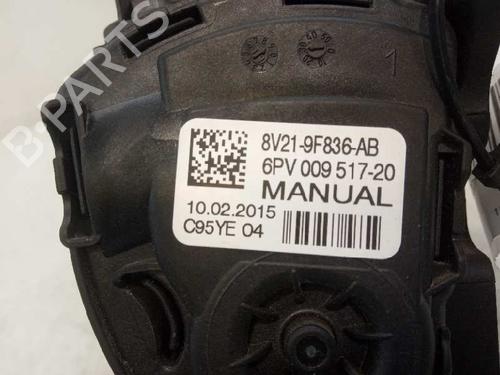 B-PARTS
1
8V21-9F836-AB
6PV 009 517-20
MANUAL
10.02.2015
C95YE 04